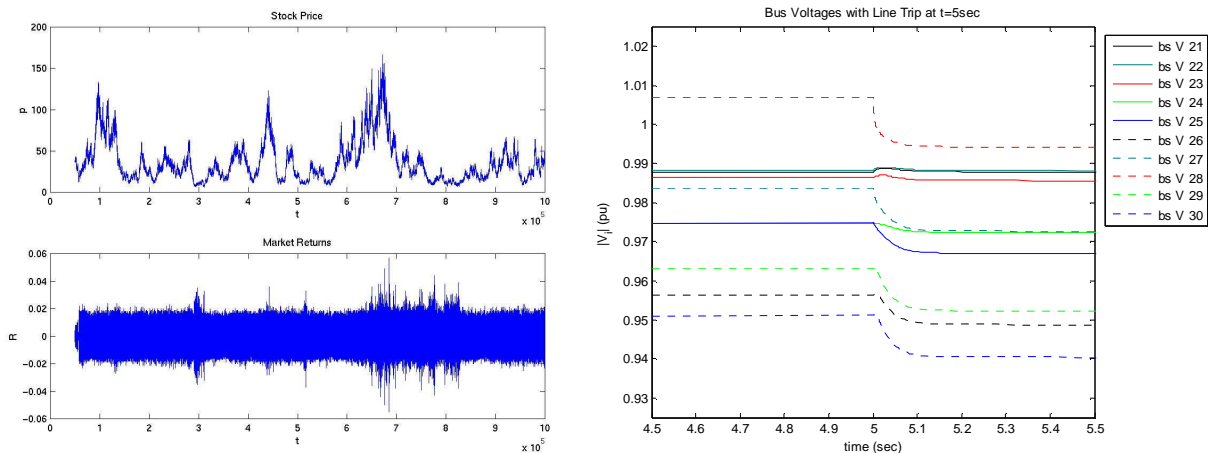 Stock Price
200
150
100
50
0
p
0 1 2 3 4 5 6 7 8 9 10
t
x 10^5
Market Returns
0.06
0.04
0.02
0
−0.02
−0.04
−0.06
R
0 1 2 3 4 5 6 7 8 9 10
t
x 10^5
Bus Voltages with Line Trip at t=5sec
1.02
1.01
1
0.99
0.98
0.97
0.96
0.95
0.94
0.93
|V_i| (pu)
4.5 4.6 4.7 4.8 4.9 5 5.1 5.2 5.3 5.4 5.5
time (sec)
bs V 21
bs V 22
bs V 23
bs V 24
bs V 25
bs V 26
bs V 27
bs V 28
bs V 29
bs V 30